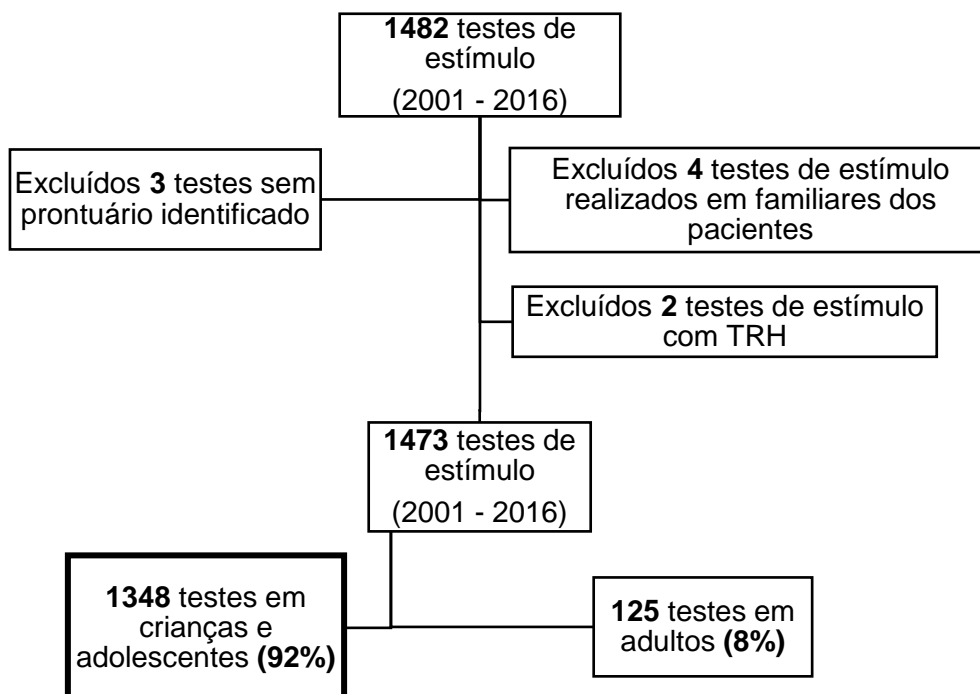 1482 testes de
estímulo
(2001 - 2016)
Excluídos 3 testes sem
prontuário identificado
Excluídos 4 testes de estímulo
realizados em familiares dos
pacientes
Excluídos 2 testes de estímulo
com TRH
1473 testes de
estímulo
(2001 - 2016)
1348 testes em
crianças e
adolescentes (92%)
125 testes em
adultos (8%)